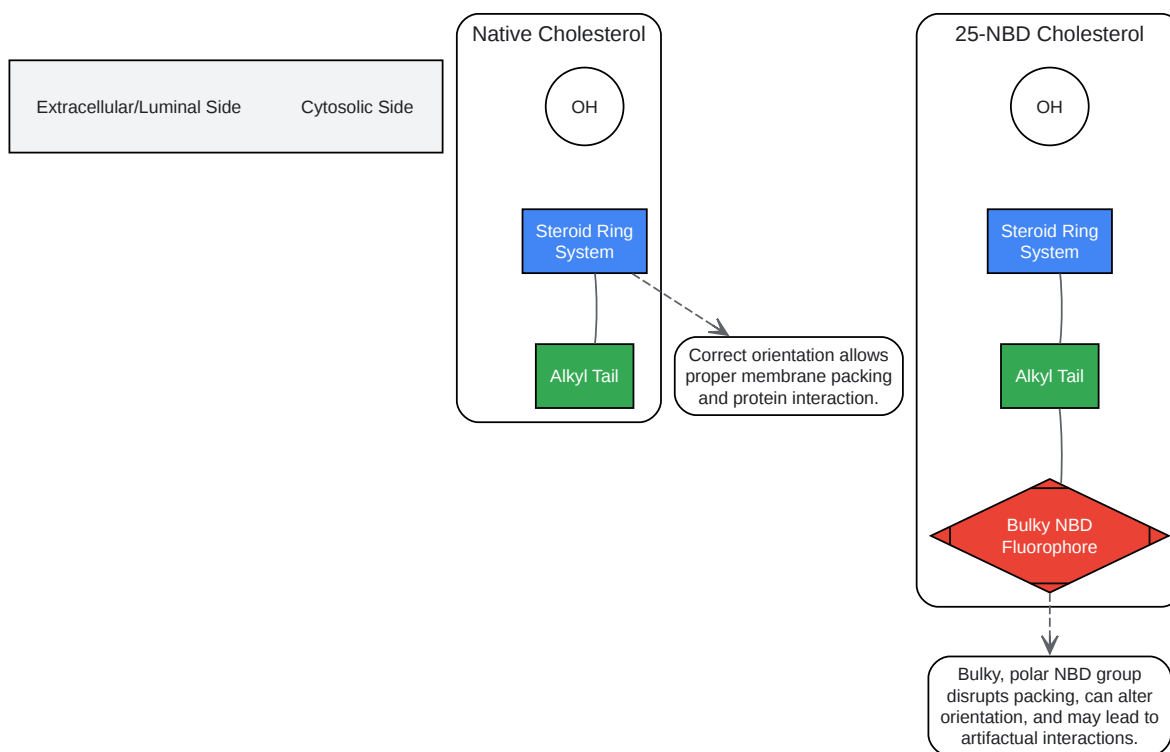 Native Cholesterol
25-NBD Cholesterol
Extracellular/Luminal Side
Cytosolic Side
OH
OH
Steroid Ring
System
Steroid Ring
System
Correct orientation allows
proper membrane packing
and protein interaction.
Alkyl Tail
Alkyl Tail
Bulky NBD
Fluorophore
Bulky, polar NBD group
disrupts packing, can alter
orientation, and may lead to
artifactual interactions.